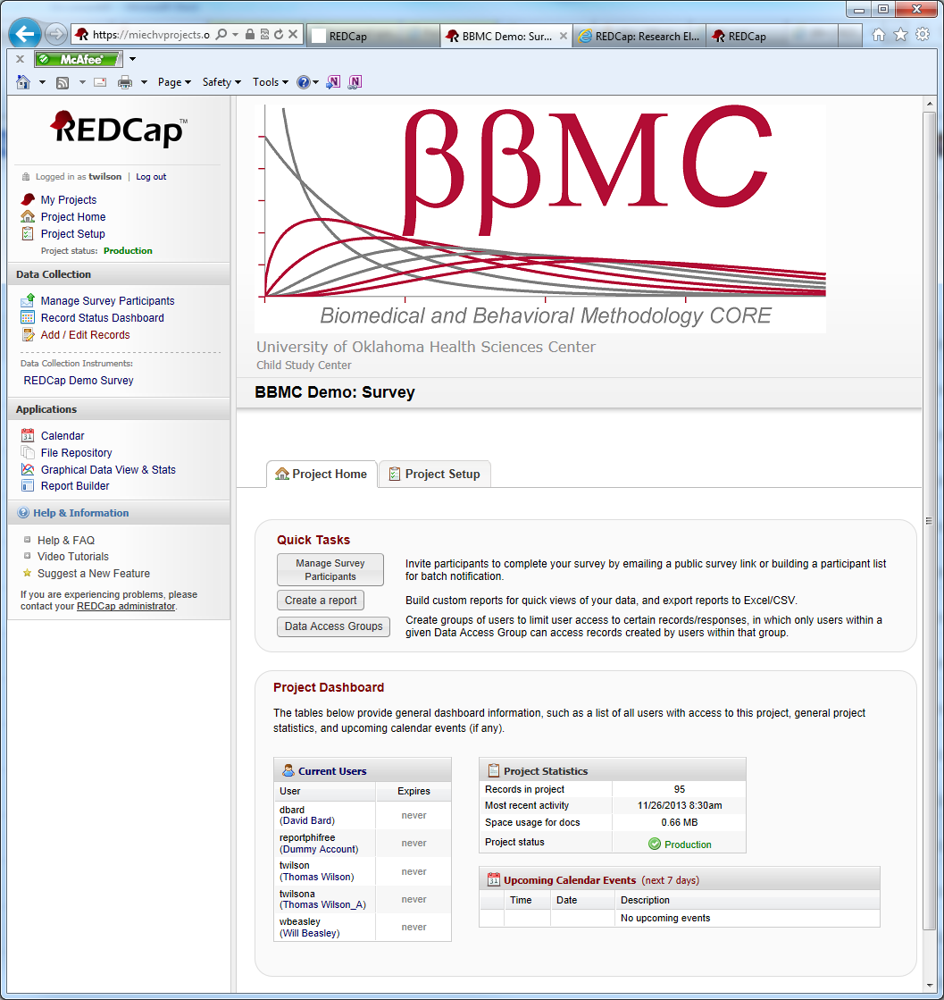 https://miechvprojects.o
REDCap
BBMC Demo: Sur...
REDCap: Research El...
REDCap
McAfee
Page
Safety
Tools
REDCap™
Logged in as twilson | Log out
My Projects
Project Home
Project Setup
Project status: Production
Data Collection
Manage Survey Participants
Record Status Dashboard
Add / Edit Records
Data Collection Instruments:
REDCap Demo Survey
Applications
Calendar
File Repository
Graphical Data View & Stats
Report Builder
Help & Information
Help & FAQ
Video Tutorials
Suggest a New Feature
If you are experiencing problems, please
contact your REDCap administrator.
ββMC
Biomedical and Behavioral Methodology CORE
University of Oklahoma Health Sciences Center
Child Study Center
BBMC Demo: Survey
Project Home
Project Setup
Quick Tasks
Manage Survey
Participants
Invite participants to complete your survey by emailing a public survey link or building a participant list
for batch notification.
Create a report
Build custom reports for quick views of your data, and export reports to Excel/CSV.
Data Access Groups
Create groups of users to limit user access to certain records/responses, in which only users within a
given Data Access Group can access records created by users within that group.
Project Dashboard
The tables below provide general dashboard information, such as a list of all users with access to this project, general project
statistics, and upcoming calendar events (if any).
Current Users
User Expires
dbard
(David Bard) never
reportphifree
(Dummy Account) never
twilson
(Thomas Wilson) never
twilsona
(Thomas Wilson_A) never
wbeasley
(Will Beasley) never
Project Statistics
Records in project 95
Most recent activity 11/26/2013 8:30am
Space usage for docs 0.66 MB
Project status Production
31 Upcoming Calendar Events (next 7 days)
Time Date Description
No upcoming events